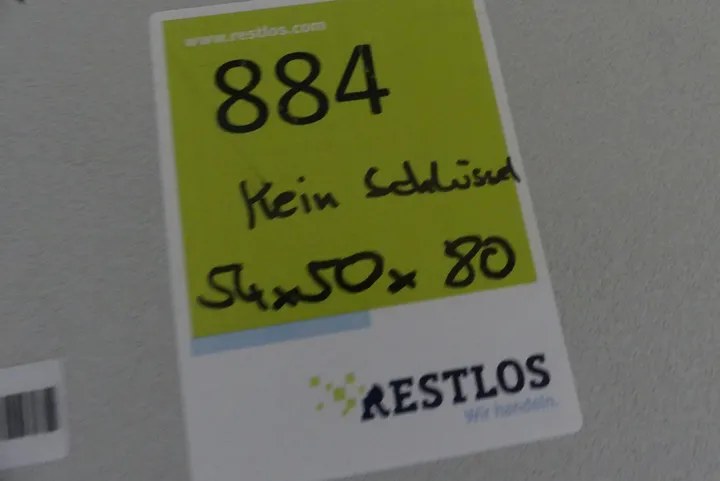 www.restlos.com
884
Kein Schlüssel
54x50x 80
RESTLOS
Wir handeln.